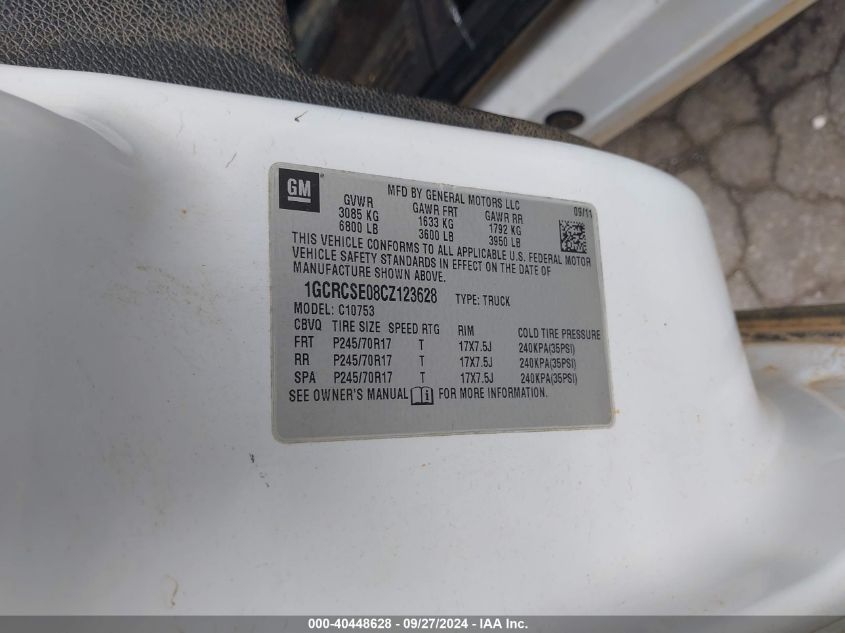 GM
MFD BY GENERAL MOTORS LLC
GVWR GAWR FRT GAWR RR 09/11
3085 KG 1633 KG 1792 KG
6800 LB 3600 LB 3950 LB
THIS VEHICLE CONFORMS TO ALL APPLICABLE U.S. FEDERAL MOTOR
VEHICLE SAFETY STANDARDS IN EFFECT ON THE DATE OF
MANUFACTURE SHOWN ABOVE.
1GCRCSE08CZ123628 TYPE: TRUCK
MODEL: C10753
CBVQ TIRE SIZE SPEED RTG RIM COLD TIRE PRESSURE
FRT P245/70R17 T 17X7.5J 240KPA(35PSI)
RR P245/70R17 T 17X7.5J 240KPA(35PSI)
SPA P245/70R17 T 17X7.5J 240KPA(35PSI)
SEE OWNER'S MANUAL FOR MORE INFORMATION.
000-40448628 - 09/27/2024 - IAA Inc.